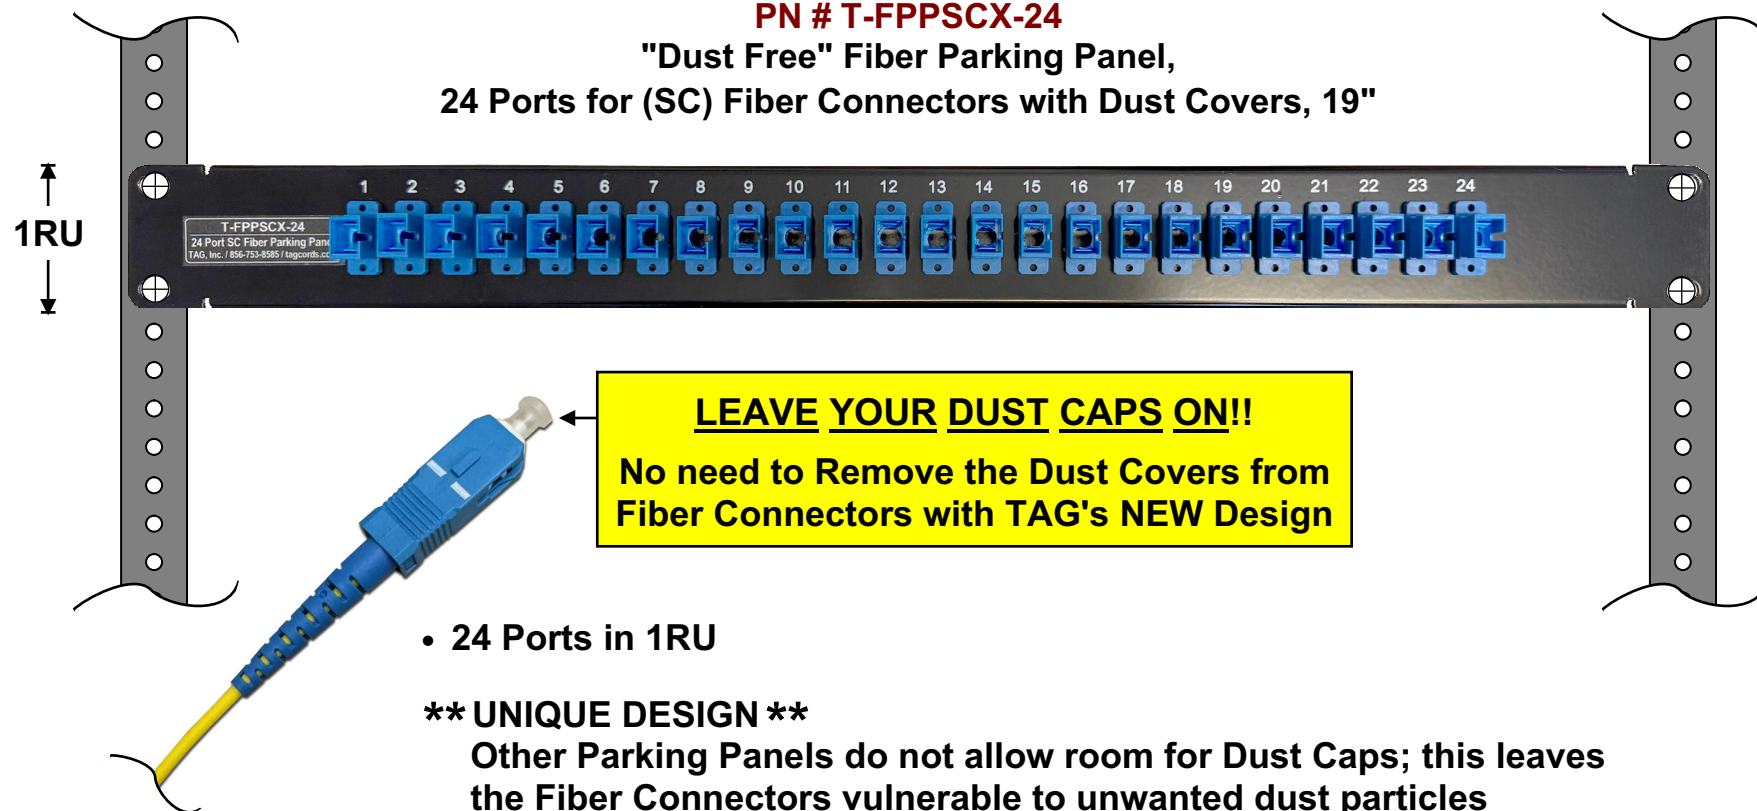 PN # T-FPPSCX-24
"Dust Free" Fiber Parking Panel,
24 Ports for (SC) Fiber Connectors with Dust Covers, 19"
1RU
1 2 3 4 5 6 7 8 9 10 11 12 13 14 15 16 17 18 19 20 21 22 23 24
T-FPPSCX-24
24 Port SC Fiber Parking
TAG, Inc. / 856-753-8585 /
LEAVE YOUR DUST CAPS ON!!
No need to Remove the Dust Covers from
Fiber Connectors with TAG's NEW Design
• 24 Ports in 1RU
** UNIQUE DESIGN **
Other Parking Panels do not allow room for Dust Caps; this leaves
the Fiber Connectors vulnerable to unwanted dust particles